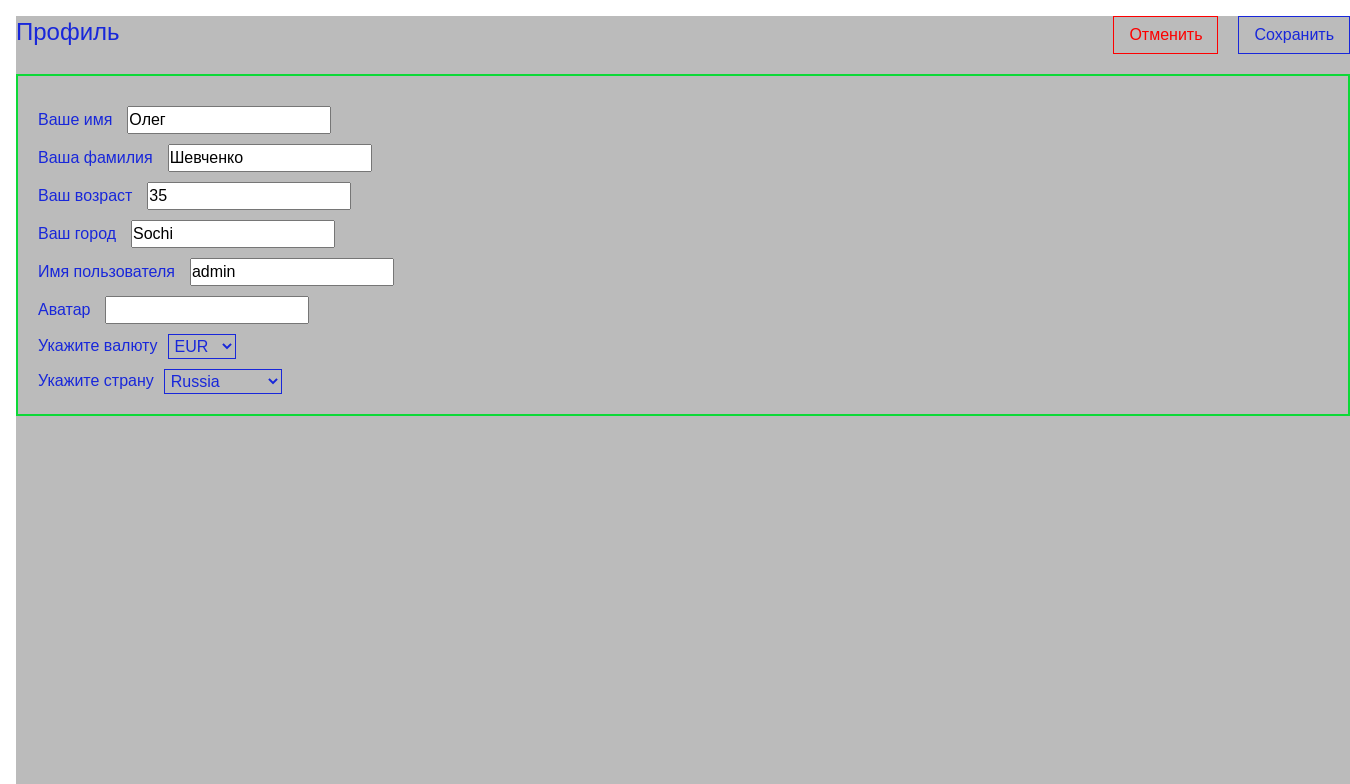 Профиль
Отменить
Сохранить
Ваше имя Олег
Ваша фамилия Шевченко
Ваш возраст 35
Ваш город Sochi
Имя пользователя admin
Аватар
Укажите валюту EUR
Укажите страну Russia